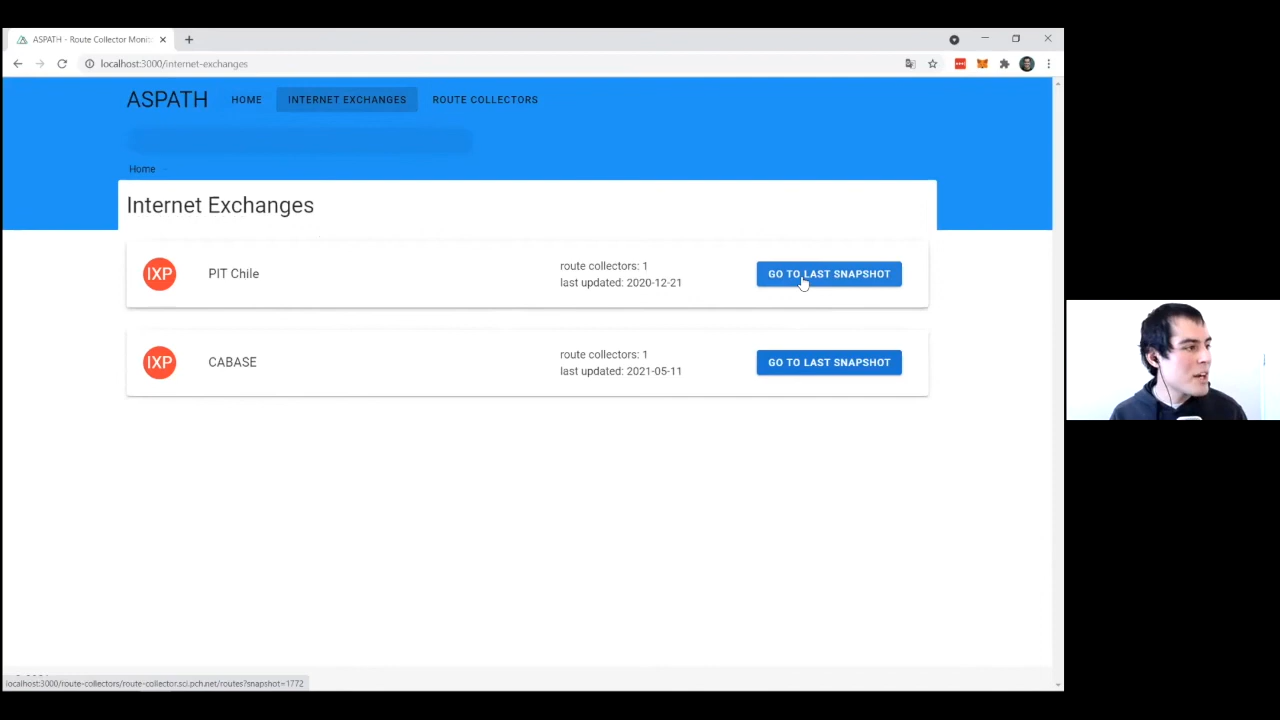 ASPATH - Route Collector Monit
localhost:3000/internet-exchanges
ASPATH HOME INTERNET EXCHANGES ROUTE COLLECTORS
Home
Internet Exchanges
IXP PIT Chile route collectors: 1 GO TO LAST SNAPSHOT
last updated: 2020-12-21
IXP CABASE route collectors: 1 GO TO LAST SNAPSHOT
last updated: 2021-05-11
localhost:3000/route-collectors/route-collector.scl.pch.net/routes?snapshot=1772